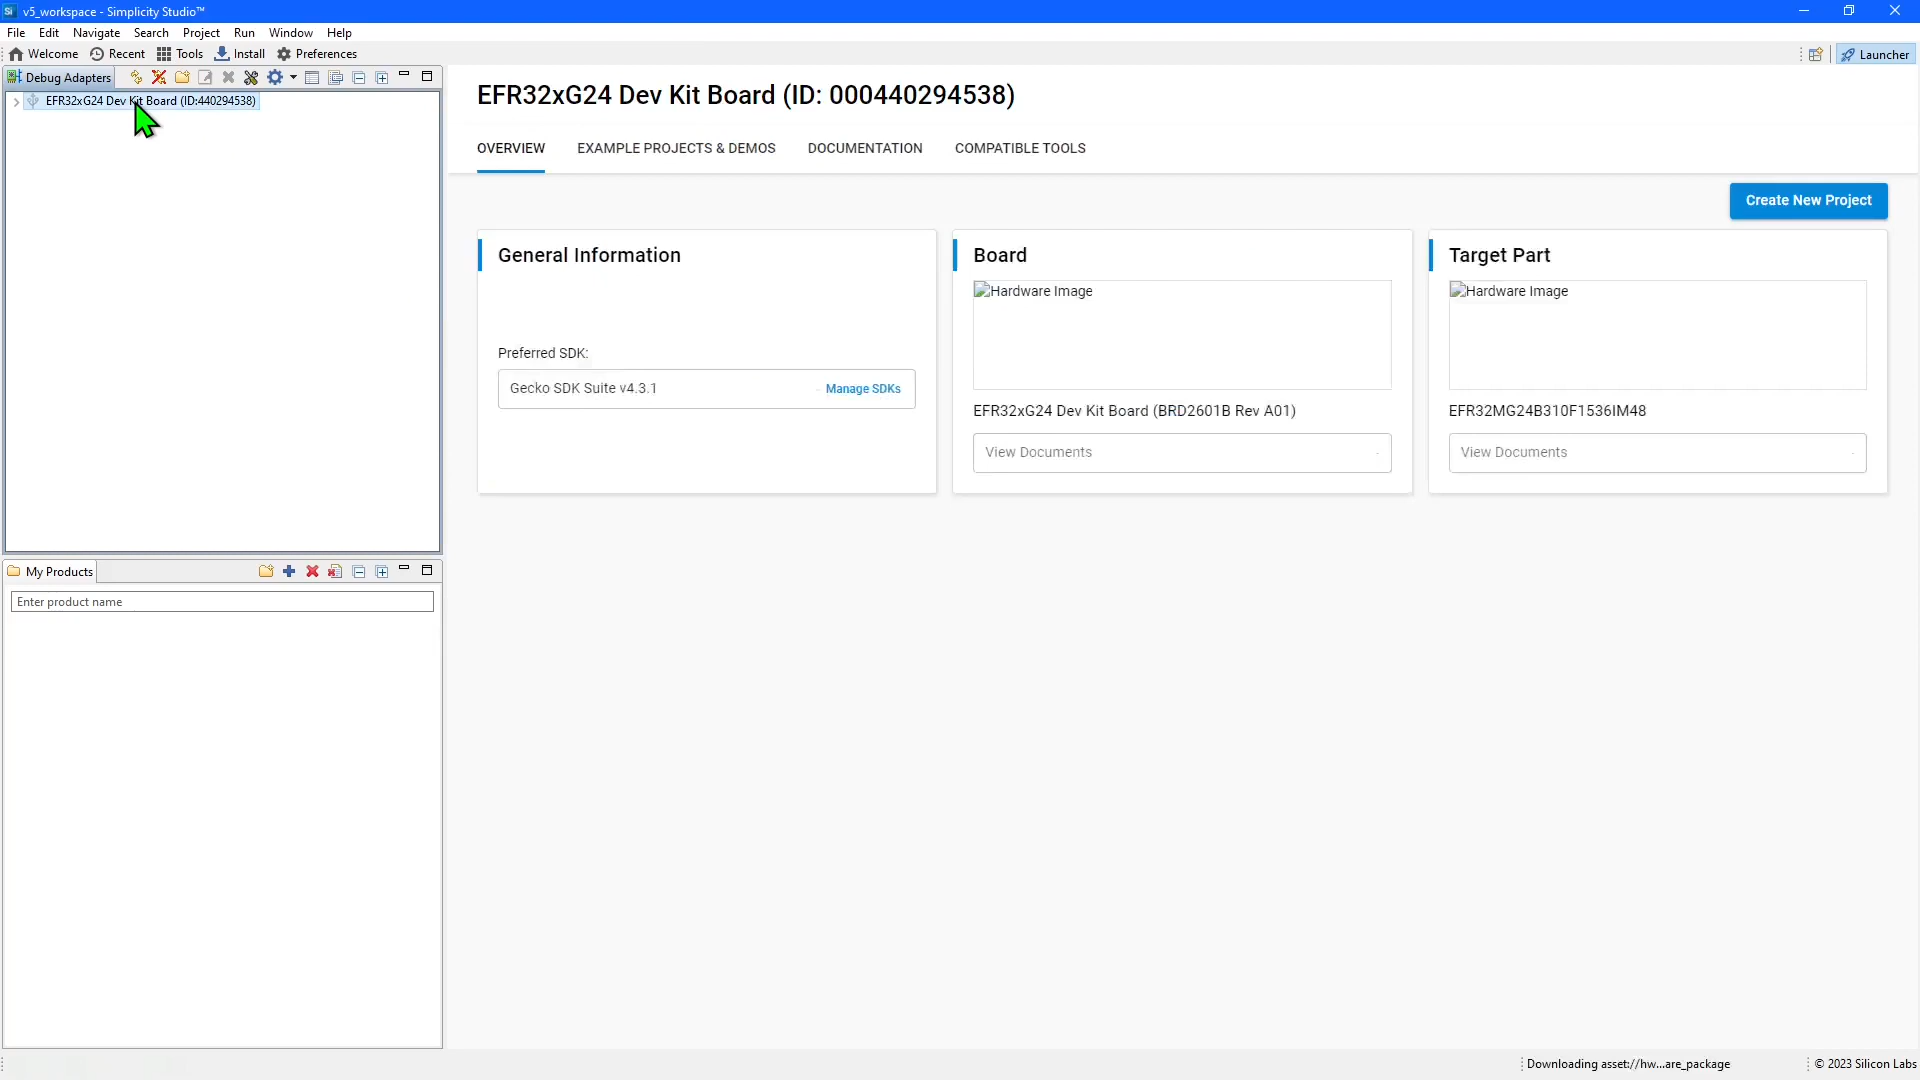 v5_workspace - Simplicity Studio™
File Edit Navigate Search Project Run Window Help
Welcome Recent Tools Install Preferences
Launcher
Debug Adapters
EFR32xG24 Dev Kit Board (ID:440294538)
EFR32xG24 Dev Kit Board (ID: 000440294538)
OVERVIEW EXAMPLE PROJECTS & DEMOS DOCUMENTATION COMPATIBLE TOOLS
Create New Project
General Information
Preferred SDK:
Gecko SDK Suite v4.3.1
Manage SDKs
Board
Hardware Image
EFR32xG24 Dev Kit Board (BRD2601B Rev A01)
View Documents
Target Part
Hardware Image
EFR32MG24B310F1536IM48
View Documents
My Products
Enter product name
Downloading asset://hw...are_package
© 2023 Silicon Labs